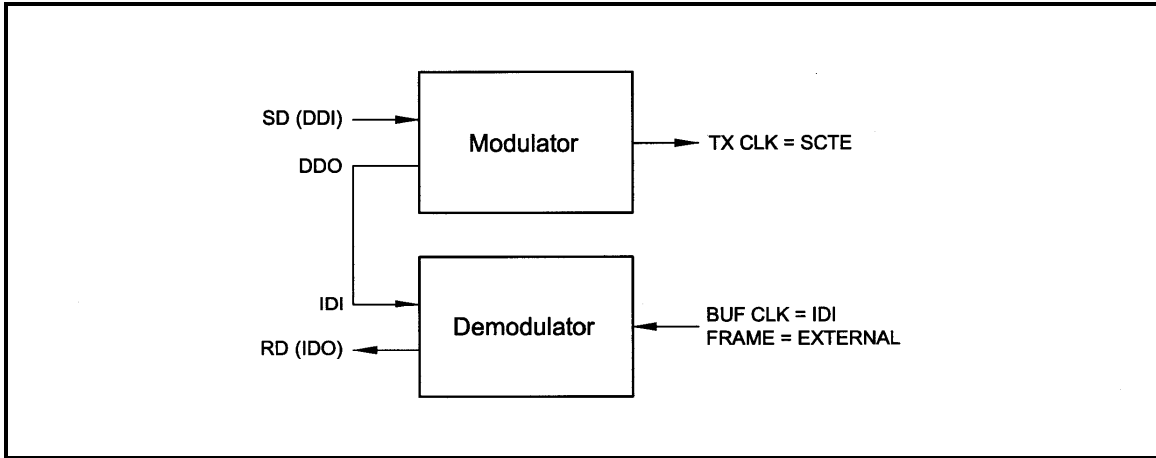 SD (DDI)
DDO
Modulator
TX CLK = SCTE
IDI
RD (IDO)
Demodulator
BUF CLK = IDI
FRAME = EXTERNAL